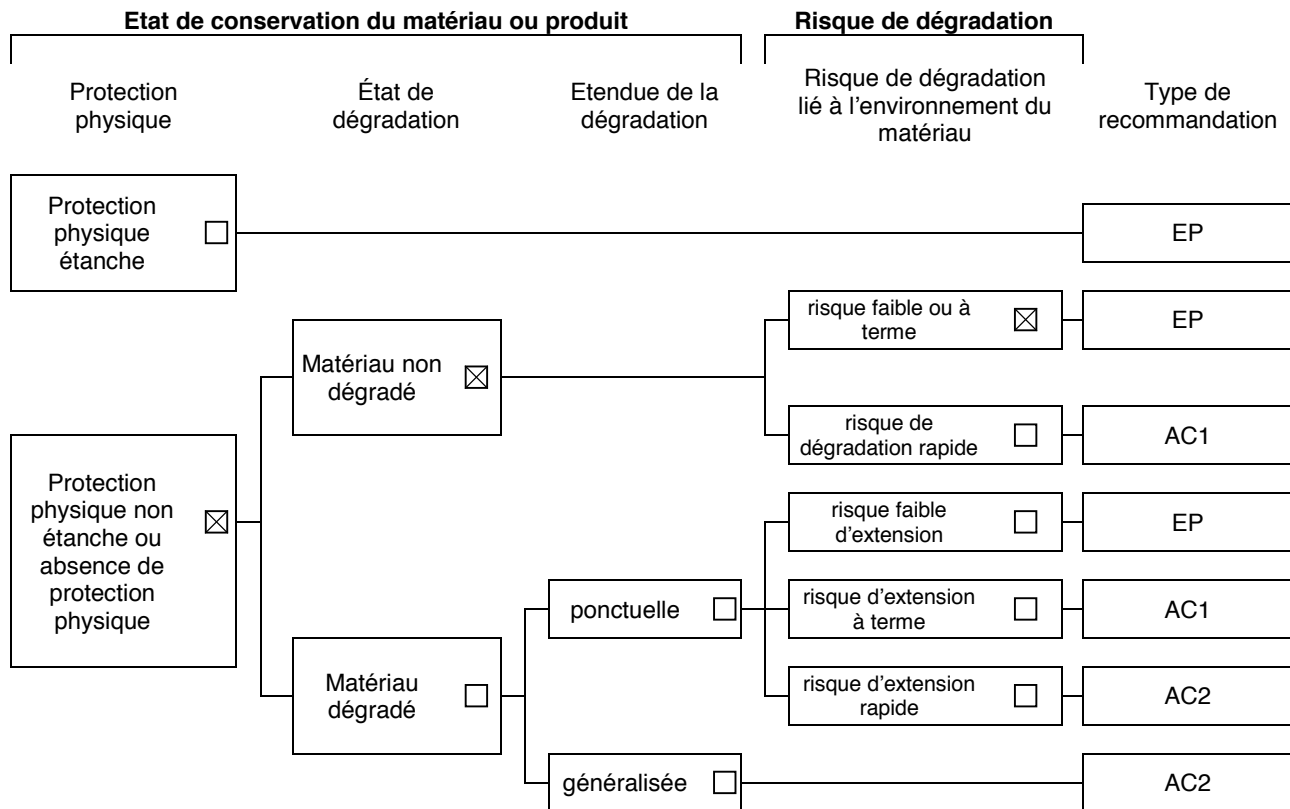 Etat de conservation du matériau ou produit
Risque de dégradation
Protection
physique
État de
dégradation
Etendue de la
dégradation
Risque de dégradation
lié à l'environnement du
matériau
Type de
recommandation
Protection
physique
étanche
EP
risque faible ou à
terme
EP
Matériau non
dégradé
risque de
dégradation rapide
AC1
Protection
physique non
étanche ou
absence de
protection
physique
risque faible
d'extension
EP
ponctuelle
risque d'extension
à terme
AC1
Matériau
dégradé
risque d'extension
rapide
AC2
généralisée
AC2